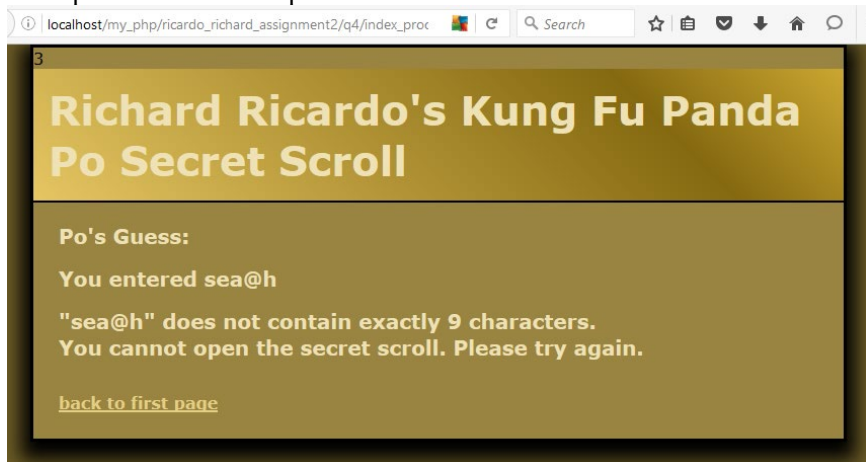 localhost/my_php/ricardo_richard_assignment2/q4/index_proc
Search
3
Richard Ricardo's Kung Fu Panda
Po Secret Scroll
Po's Guess:
You entered sea@h
"sea@h" does not contain exactly 9 characters.
You cannot open the secret scroll. Please try again.
back to first page